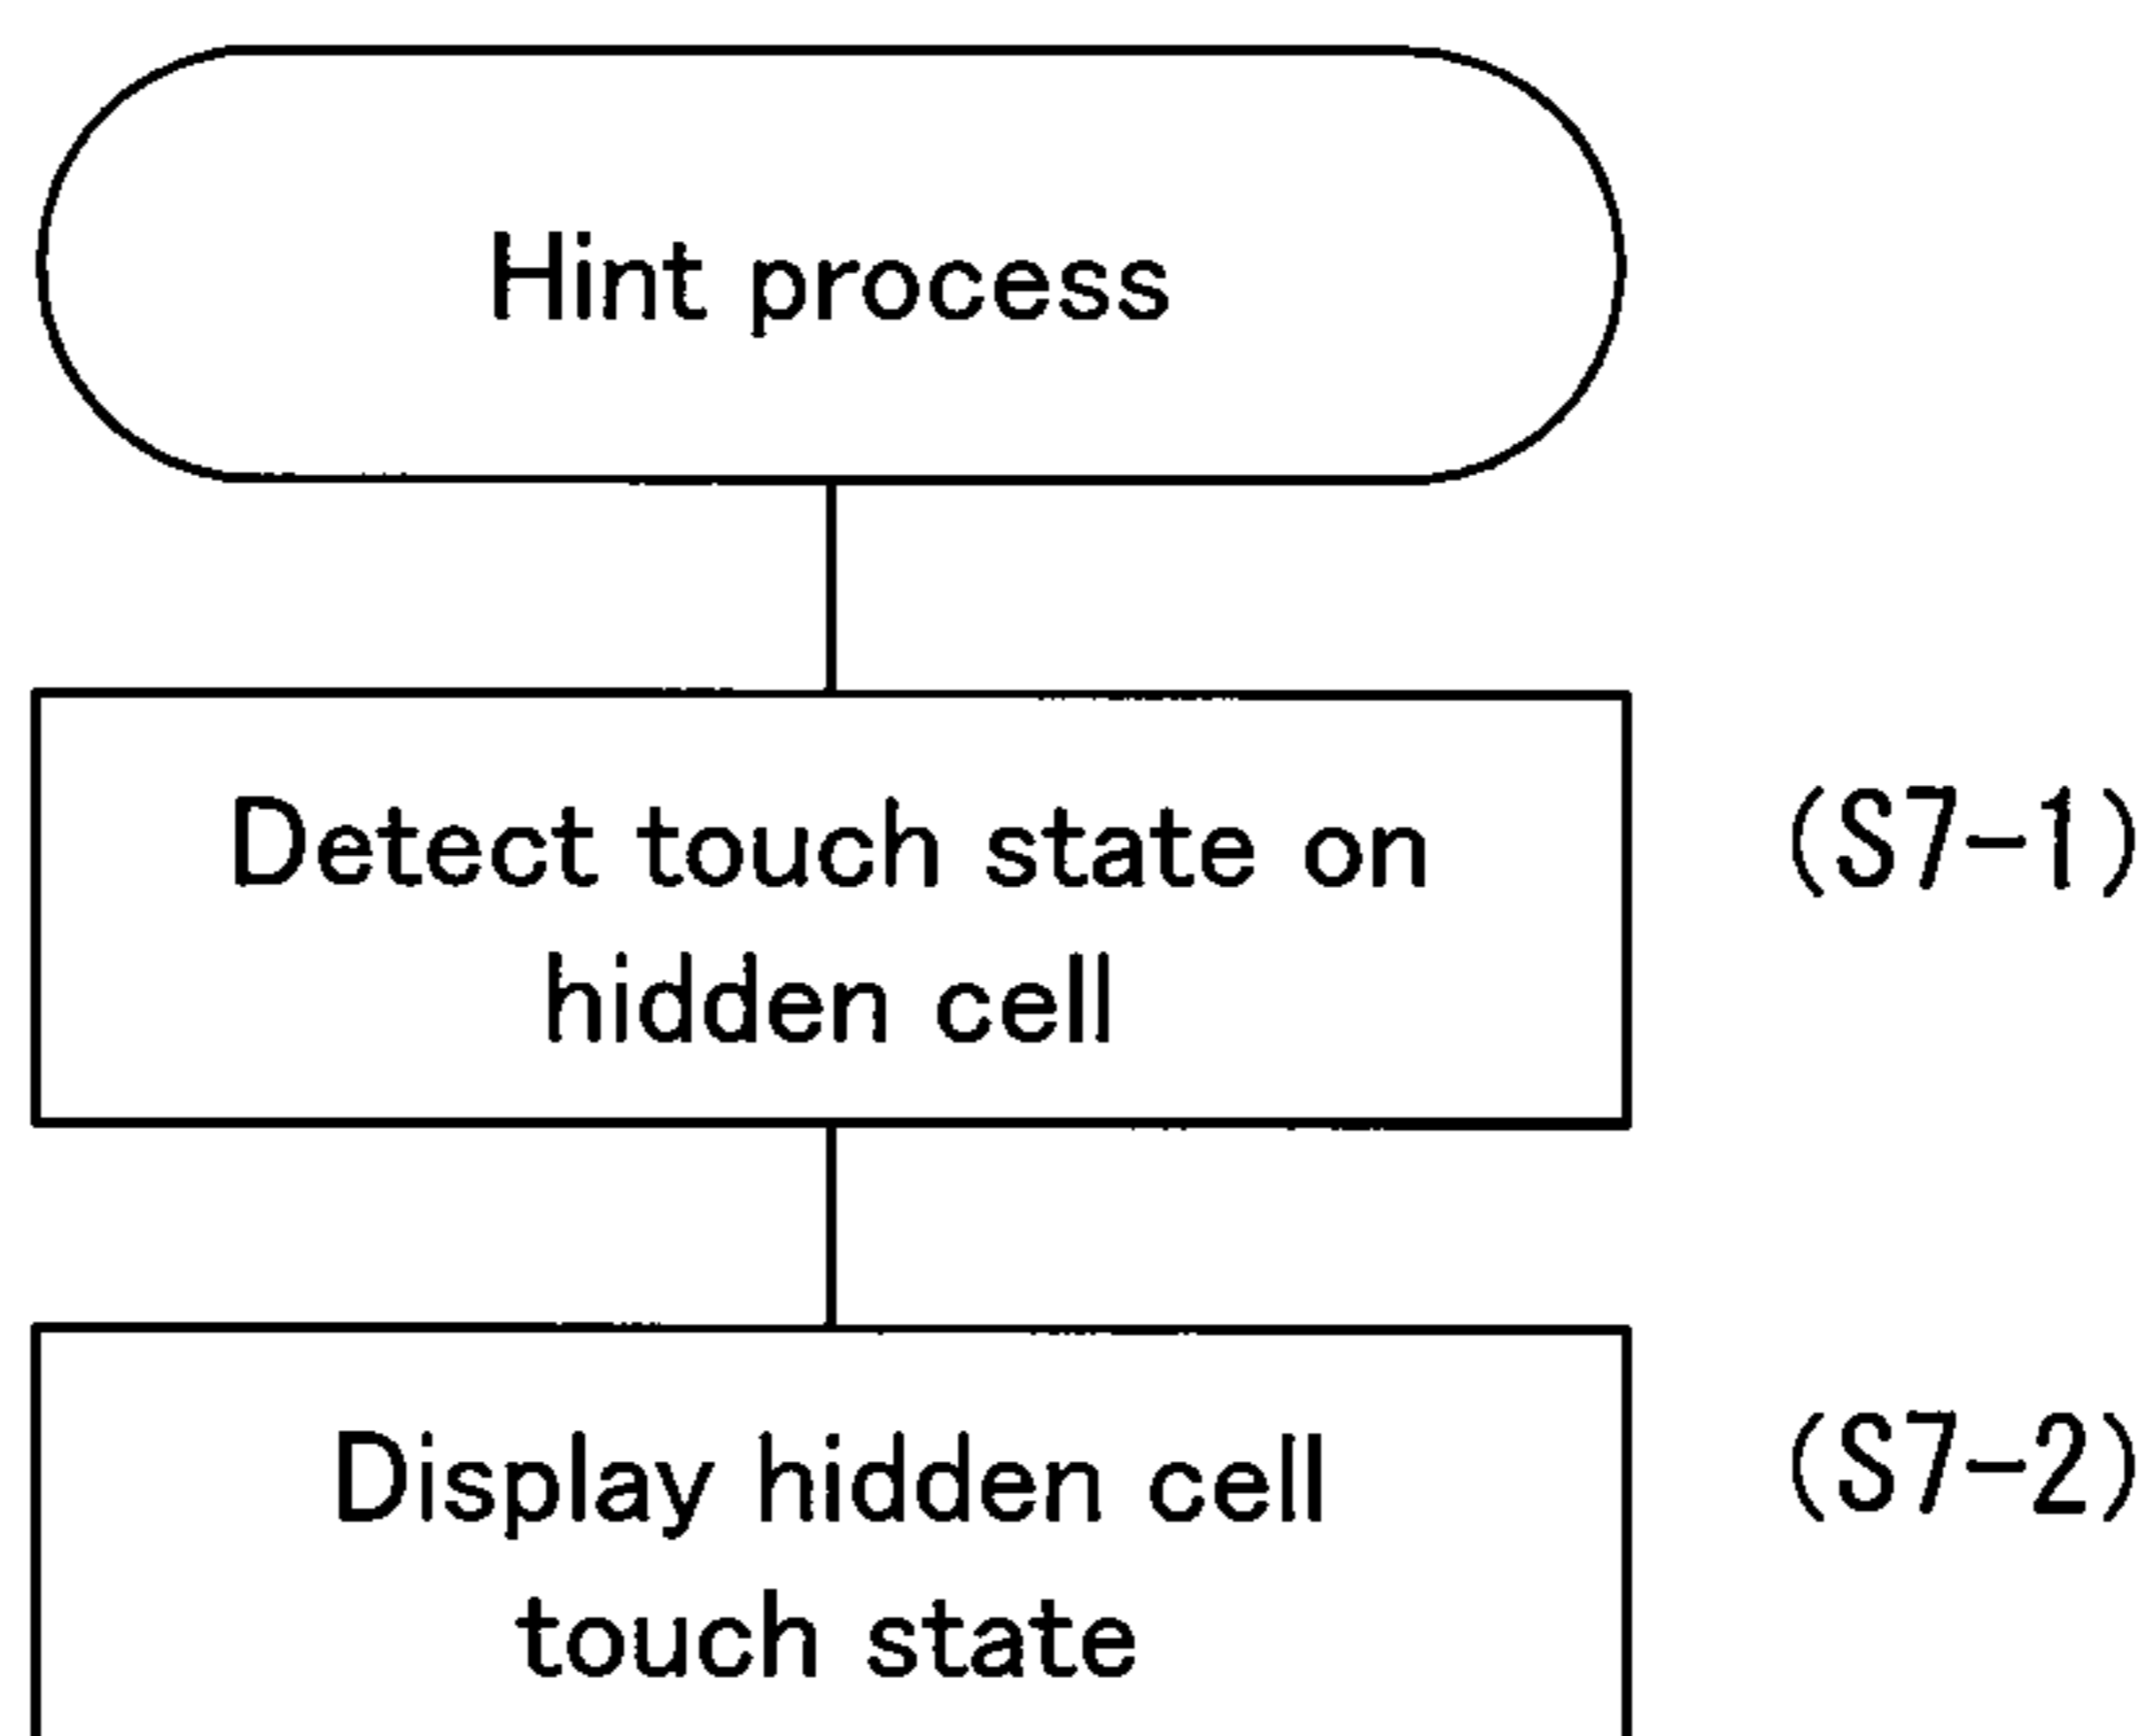 Hint process
Detect touch state on
hidden cell
(S7-1)
Display hidden cell
touch state
(S7-2)